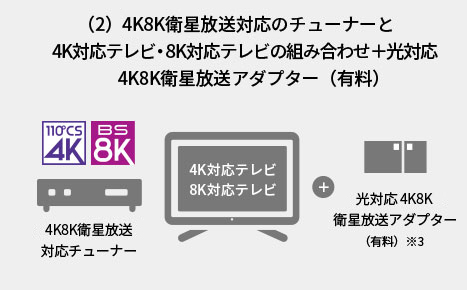 （2）4K8K衛星放送対応のチューナーと
4K対応テレビ・8K対応テレビの組み合わせ＋光対応
4K8K衛星放送アダプター（有料）
110°CS
4K
BS
8K
4K8K衛星放送
対応チューナー
4K対応テレビ
8K対応テレビ
+
光対応 4K8K
衛星放送アダプター
（有料）※3